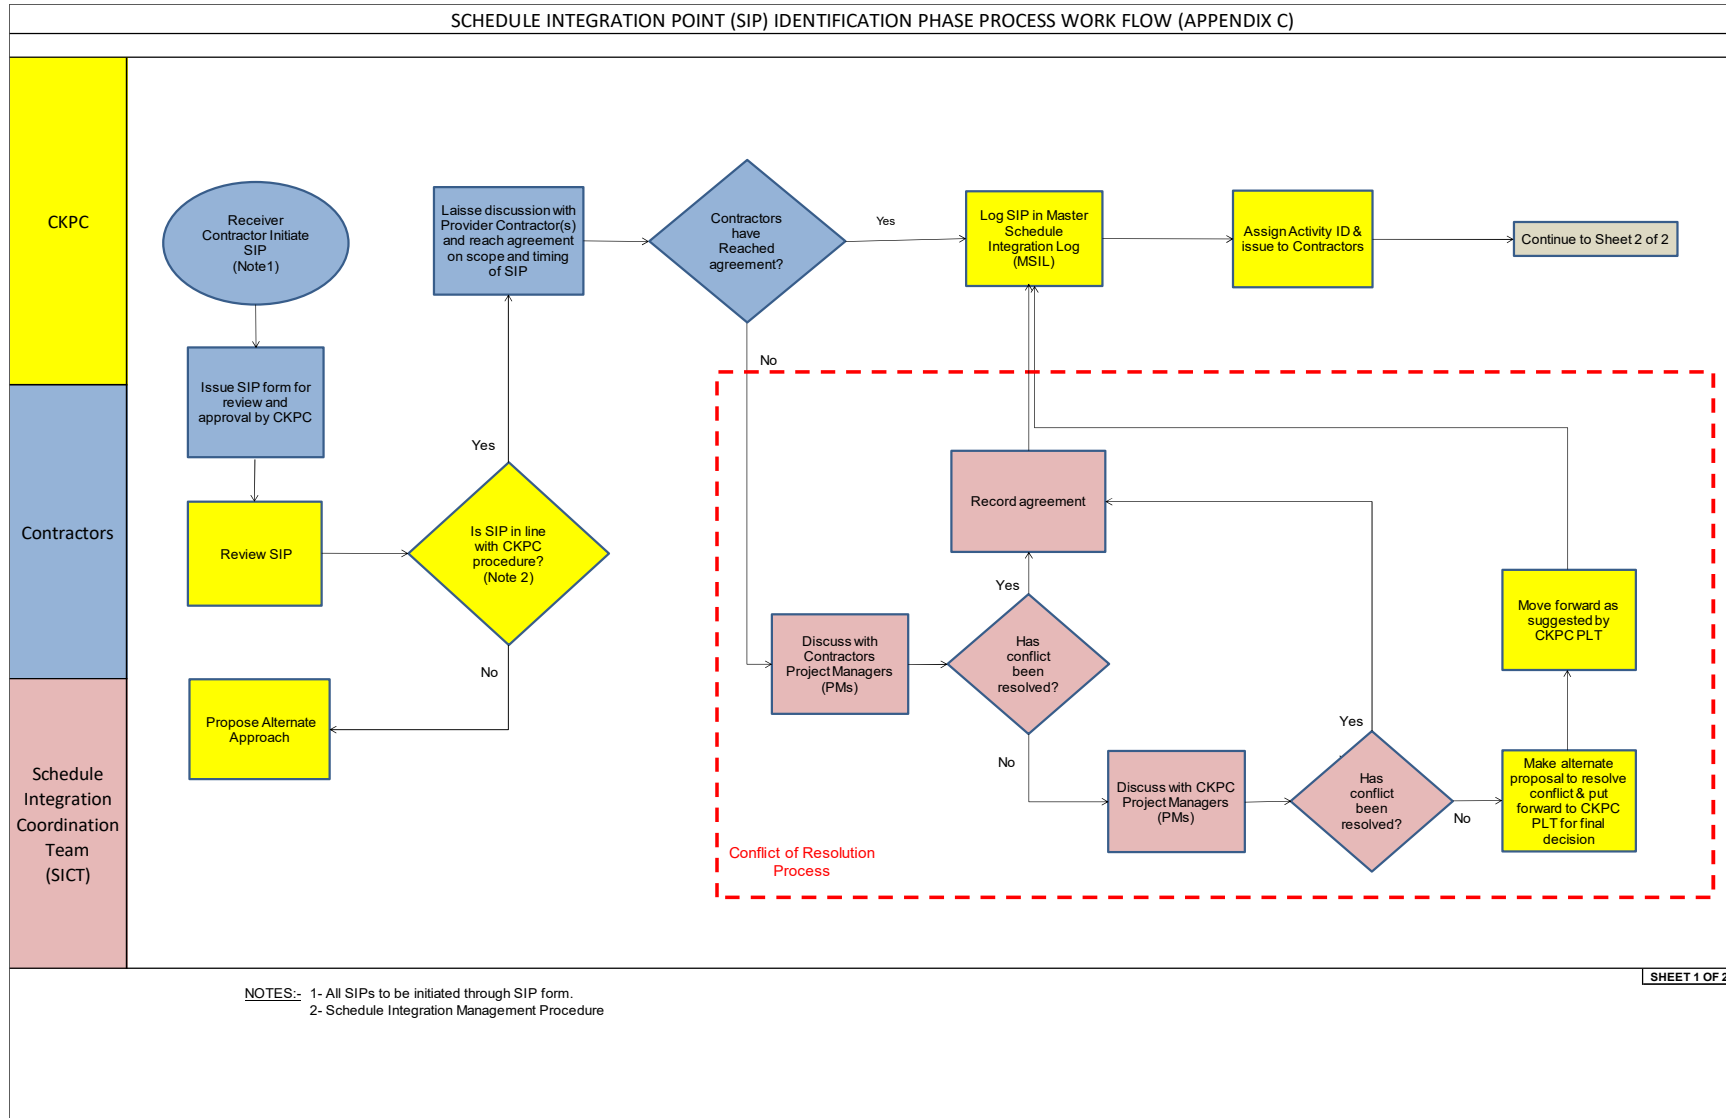 SCHEDULE INTEGRATION POINT (SIP) IDENTIFICATION PHASE PROCESS WORK FLOW (APPENDIX C)
CKPC
Contractors
Schedule
Integration
Coordination
Team
(SICT)
Receiver
Contractor Initiate
SIP
(Note1)
Issue SIP form for
review and
approval by CKPC
Review SIP
Is SIP in line
with CKPC
procedure?
(Note 2)
Yes
No
Propose Alternate
Approach
Laisse discussion with
Provider Contractor(s)
and reach agreement
on scope and timing
of SIP
Contractors
have
Reached
agreement?
Yes
No
Log SIP in Master
Schedule
Integration Log
(MSIL)
Assign Activity ID &
issue to Contractors
Continue to Sheet 2 of 2
Record agreement
Discuss with
Contractors
Project Managers
(PMs)
Has
conflict
been
resolved?
Yes
No
Discuss with CKPC
Project Managers
(PMs)
Has
conflict
been
resolved?
Yes
No
Make alternate
proposal to resolve
conflict & put
forward to CKPC
PLT for final
decision
Move forward as
suggested by
CKPC PLT
Conflict of Resolution
Process
SHEET 1 OF 2
NOTES:- 1- All SIPs to be initiated through SIP form.
2- Schedule Integration Management Procedure